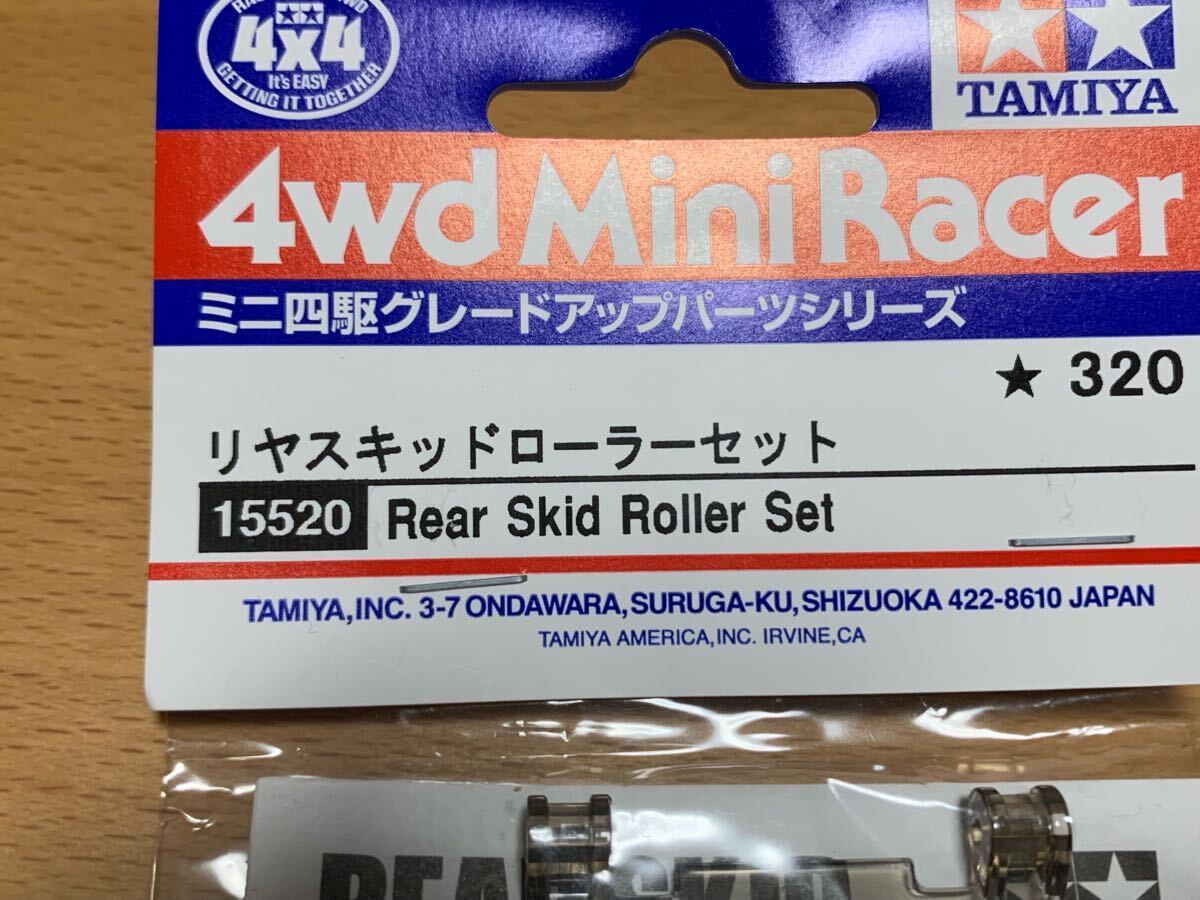 4x4
It's EASY
GETTING IT TOGETHER
TAMIYA
4wd Mini Racer
ミニ四駆グレードアップパーツシリーズ
★ 320
リヤスキッドローラーセット
15520 Rear Skid Roller Set
TAMIYA,INC. 3-7 ONDAWARA,SURUGA-KU,SHIZUOKA 422-8610 JAPAN
TAMIYA AMERICA,INC. IRVINE,CA
REAR SKID